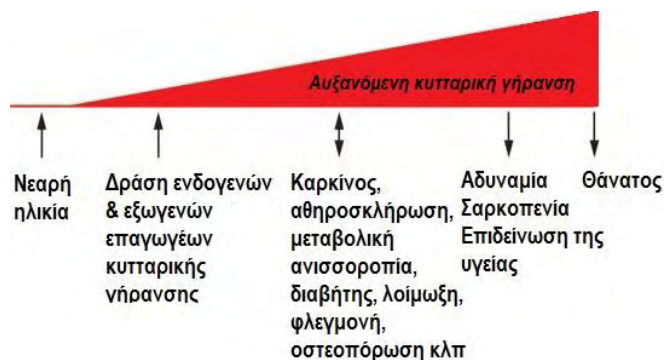 Αυξανόμενη κυτταρική γήρανση
Νεαρή
ηλικία
Δράση ενδογενών
& εξωγενών
επαγωγέων
κυτταρικής
γήρανσης
Καρκίνος,
αθηροσκλήρωση,
μεταβολική
ανισσοροπία,
διαβήτης, λοίμωξη,
φλεγμονή,
οστεοπόρωση κλπ
Αδυναμία
Σαρκοπενία
Επιδείνωση της
υγείας
Θάνατος